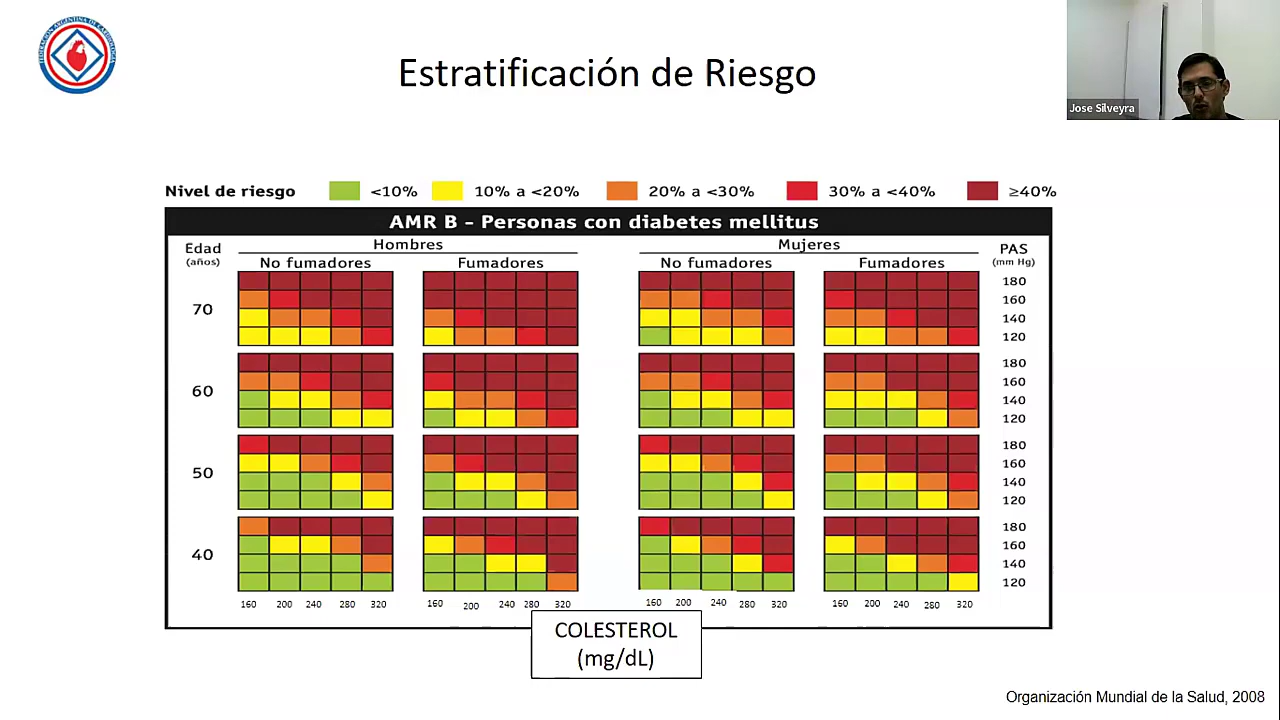 FEDERACIÓN ARGENTINA DE CARDIOLOGÍA
Estratificación de Riesgo
Jose Silveyra
Nivel de riesgo <10% 10% a <20% 20% a <30% 30% a <40% ≥40%
AMR B – Personas con diabetes mellitus
Edad (años) Hombres Mujeres PAS (mm Hg)
No fumadores Fumadores No fumadores Fumadores
180
160
70
140
120
180
160
60
140
120
180
160
50
140
120
180
160
40
140
120
160 200 240 280 320 160 200 240 280 320 160 200 240 280 320 160 200 240 280 320
COLESTEROL
(mg/dL)
Organización Mundial de la Salud, 2008